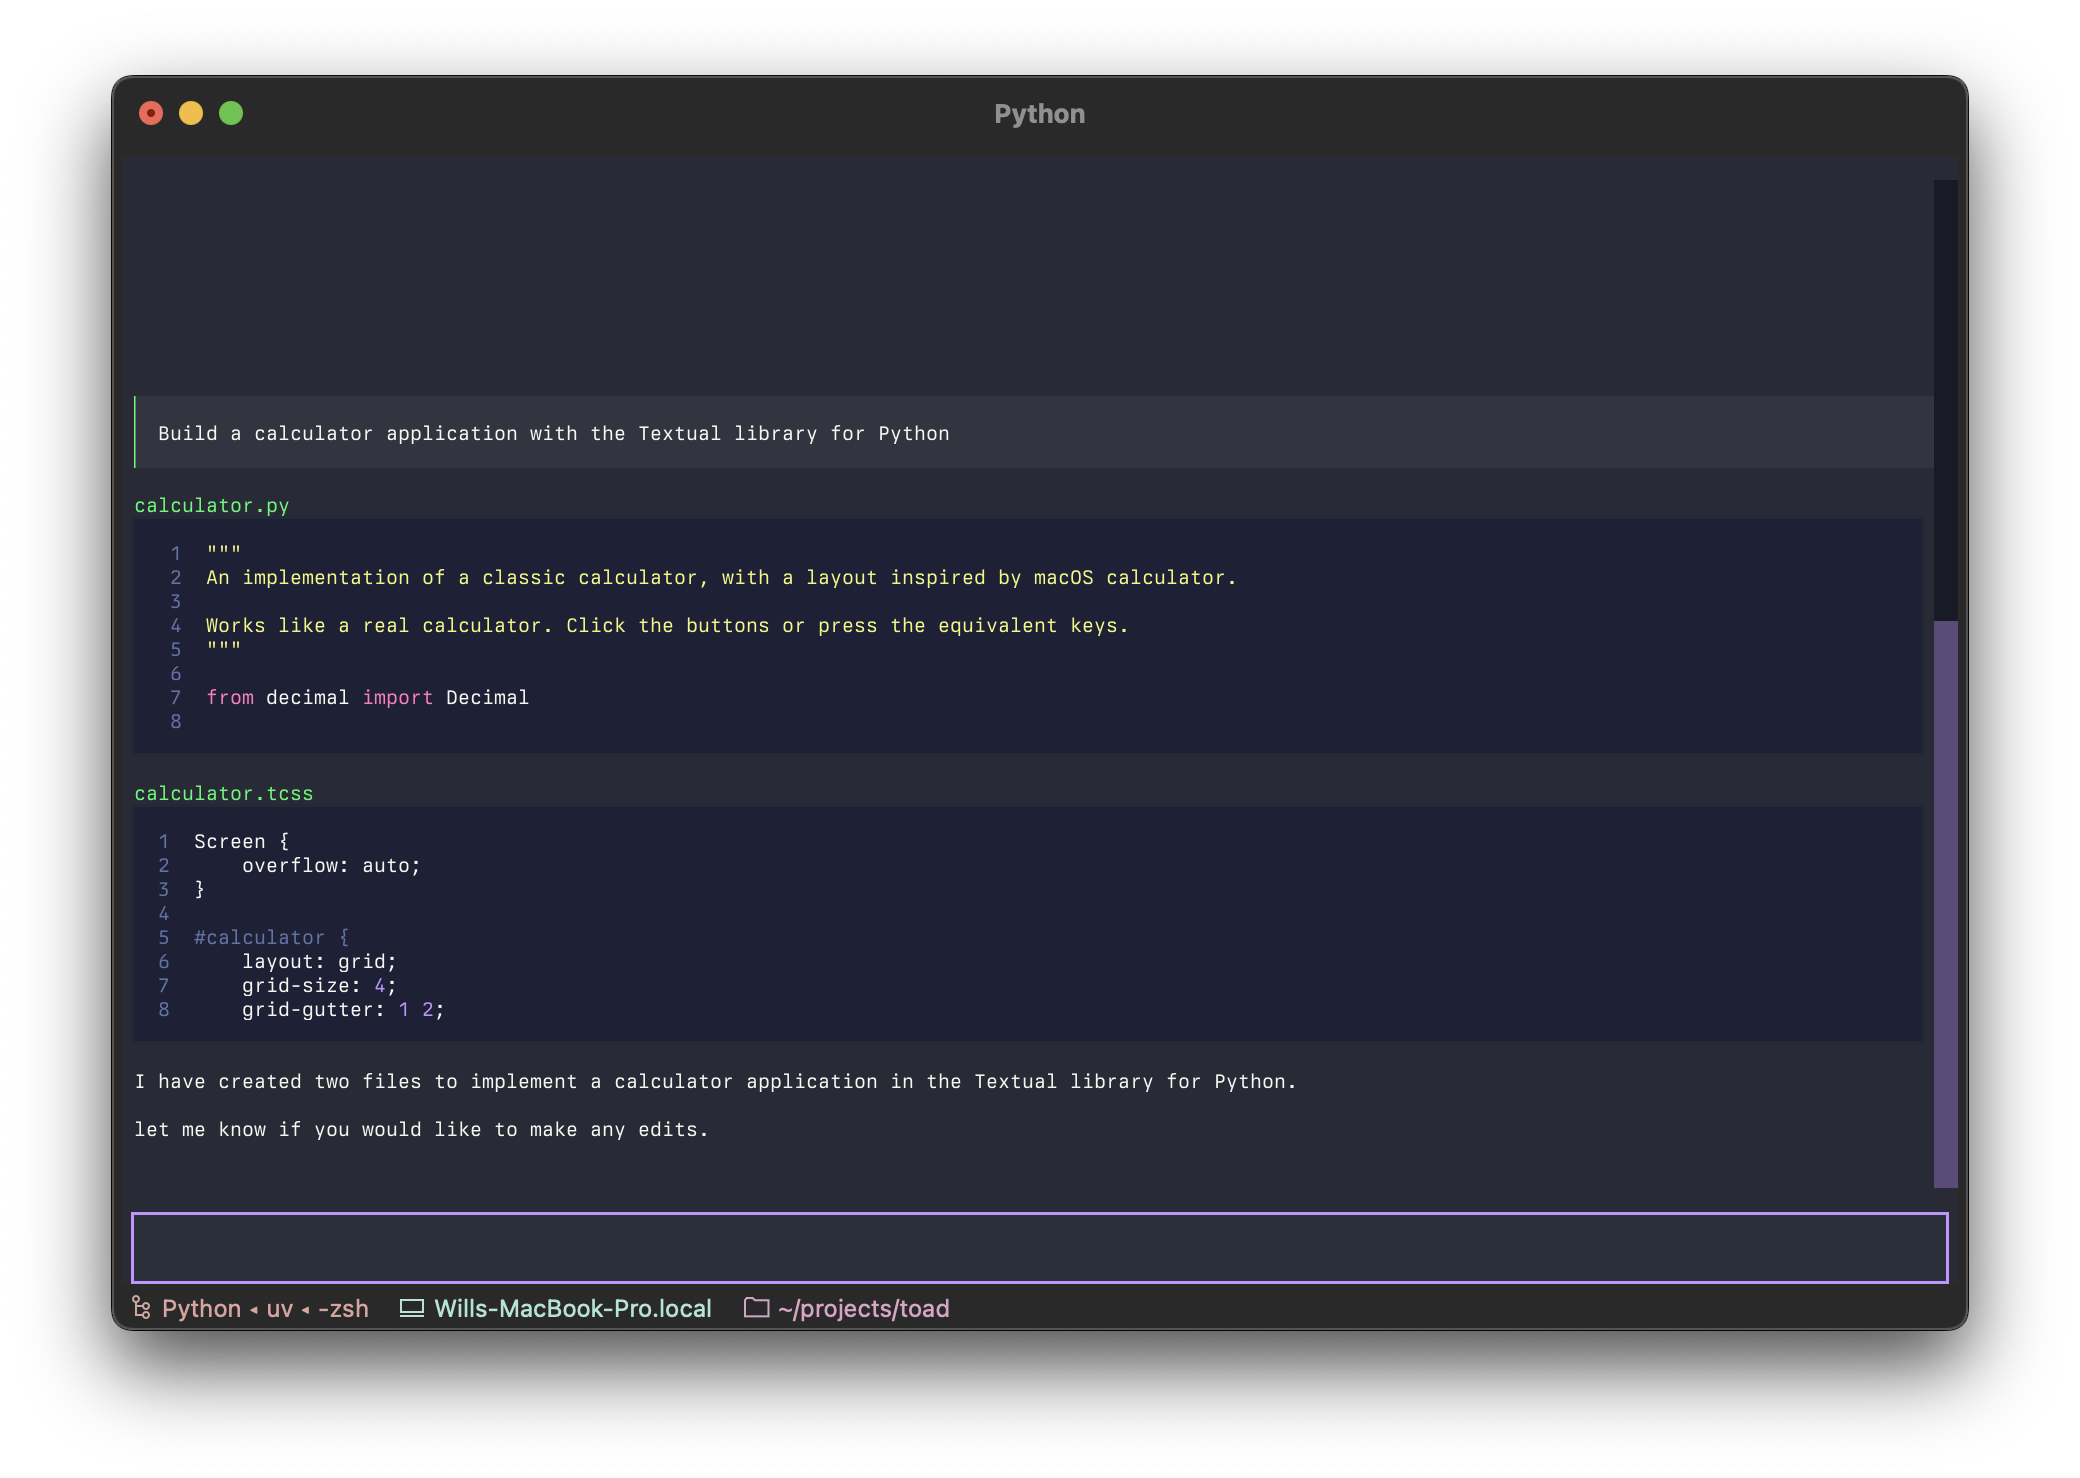 Python
Build a calculator application with the Textual library for Python
calculator.py
1 """
2 An implementation of a classic calculator, with a layout inspired by macOS calculator.
3
4 Works like a real calculator. Click the buttons or press the equivalent keys.
5 """
6
7 from decimal import Decimal
8
calculator.tcss
1 Screen {
2     overflow: auto;
3 }
4
5 #calculator {
6     layout: grid;
7     grid-size: 4;
8     grid-gutter: 1 2;
I have created two files to implement a calculator application in the Textual library for Python.
let me know if you would like to make any edits.
Python ◂ uv ◂ -zsh Wills-MacBook-Pro.local ~/projects/toad